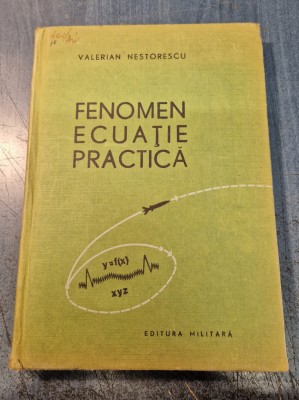 VALERIAN NESTORESCU
FENOMEN
ECUAȚIE
PRACTICĂ
y=f(x)
xyz
EDITURA MILITARĂ